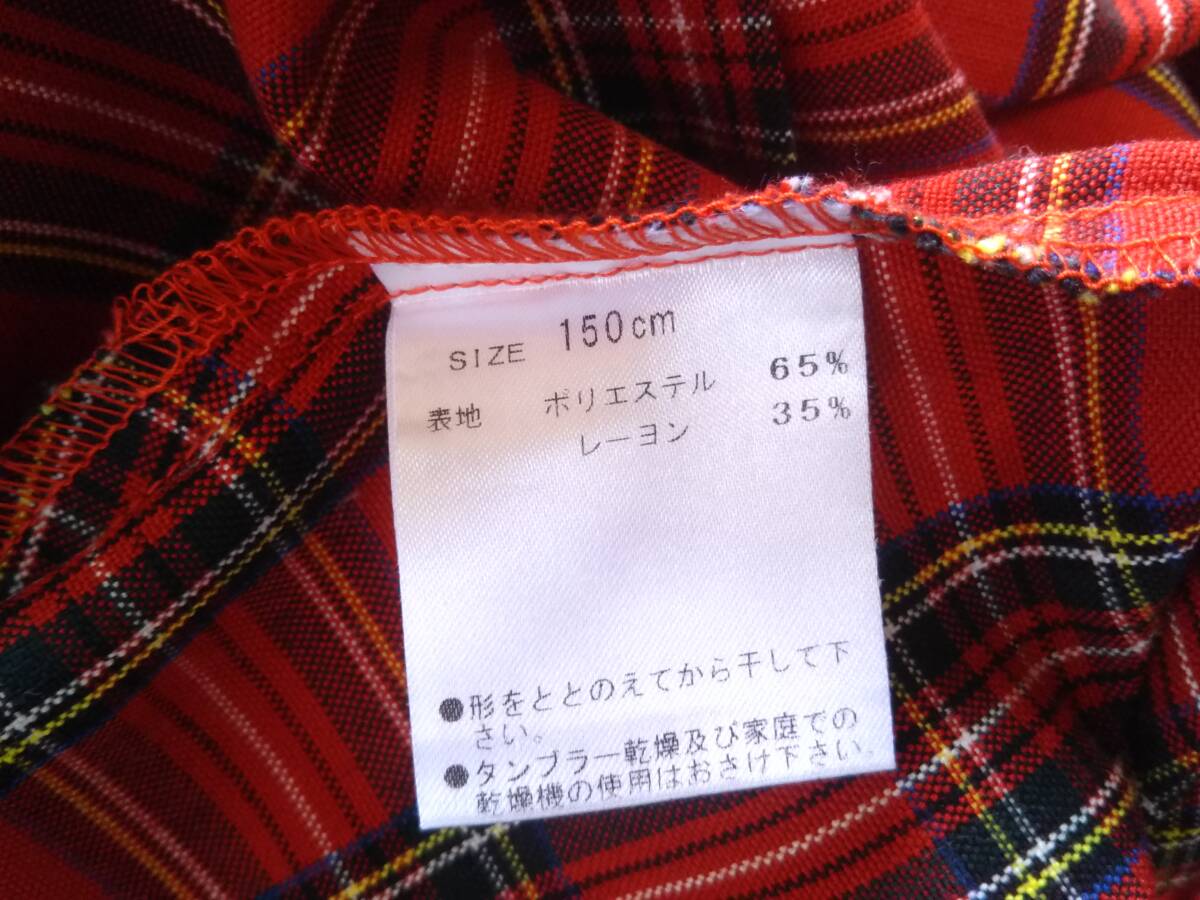 SIZE 150cm
表地 ポリエステル 65%
レーヨン 35%
●形をととのえてから干して下
さい。
●タンブラー乾燥及び家庭での
乾燥機の使用はおさけ下さい。